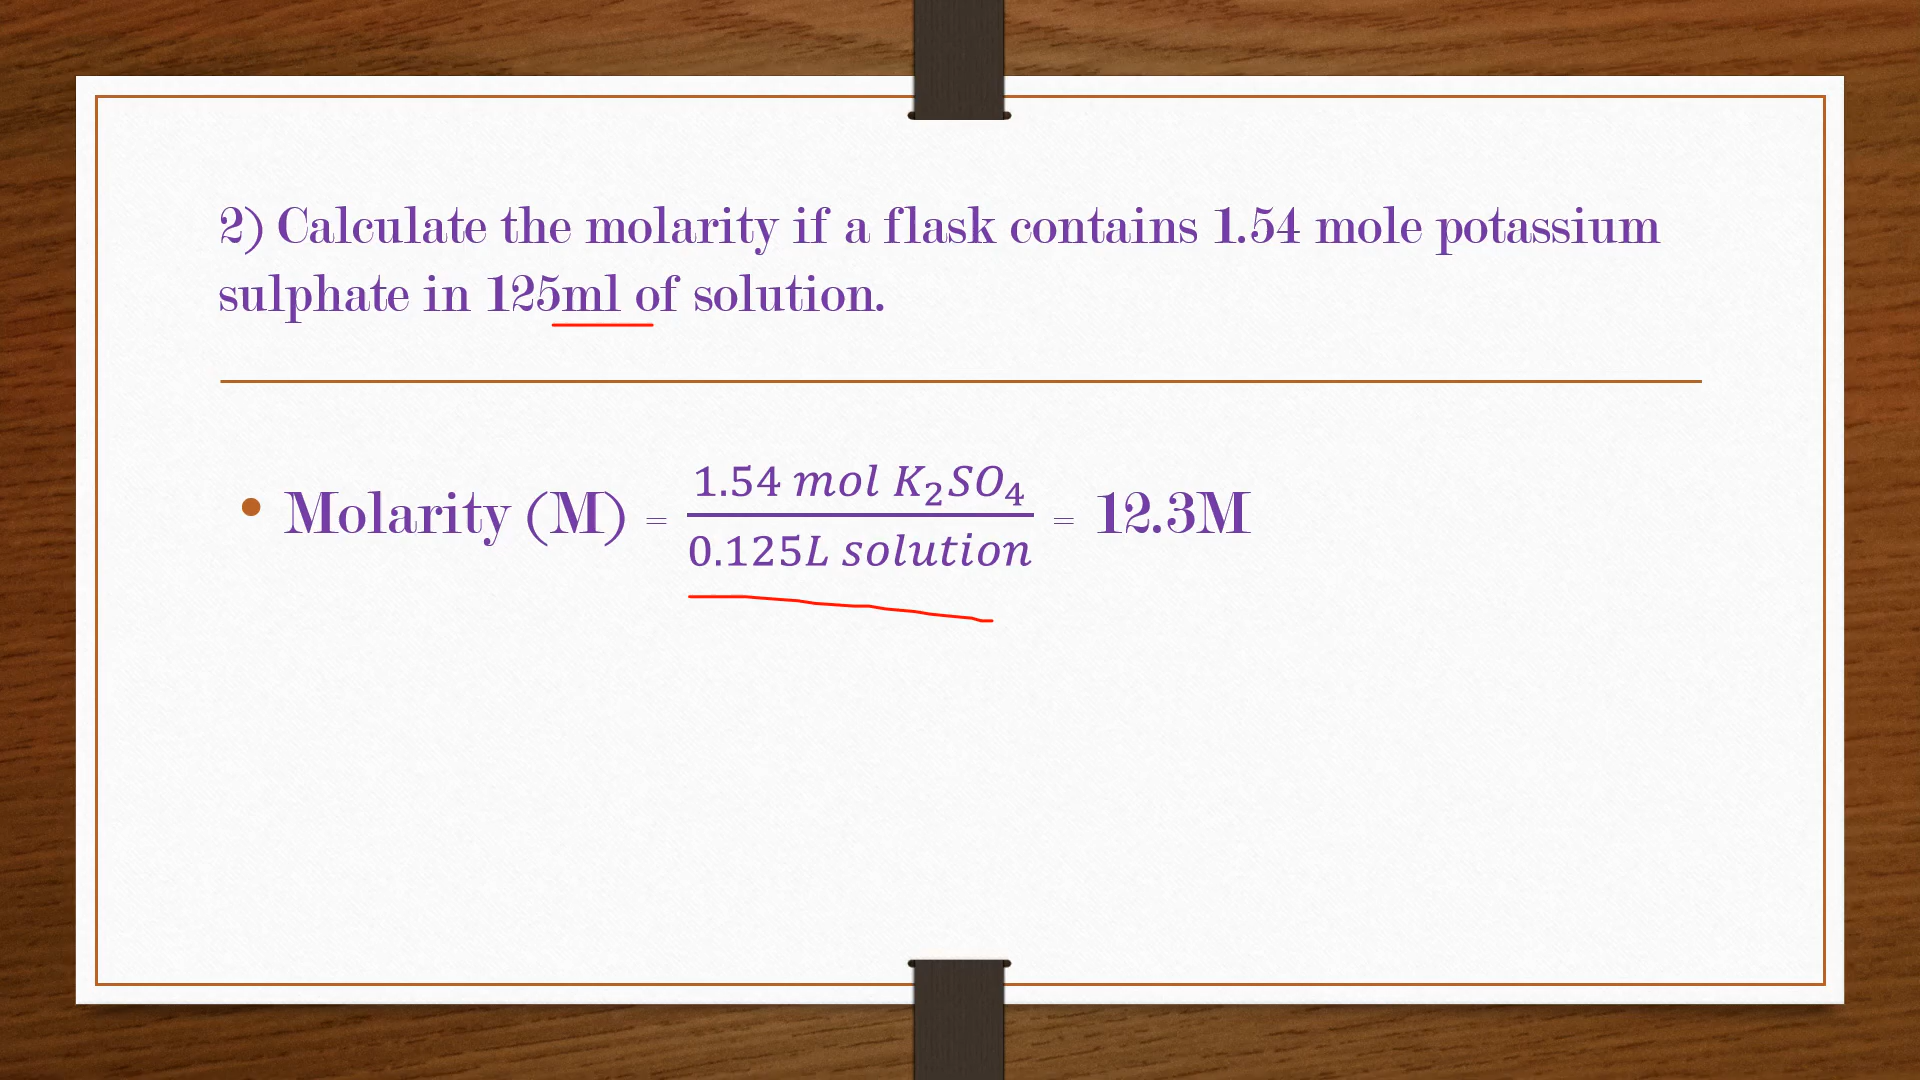 2) Calculate the molarity if a flask contains 1.54 mole potassium
sulphate in 125ml of solution.
• Molarity (M) = \frac{1.54 mol K₂SO₄}{0.125L solution} = 12.3M